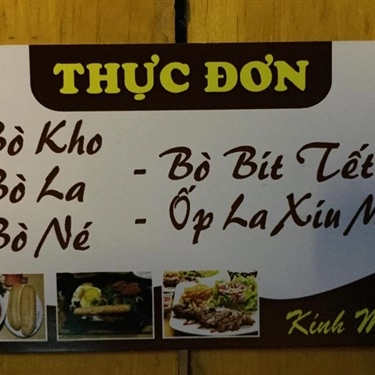 THỰC ĐƠN
Bò Kho
Bò La
Bò Né
- Bò Bít Tết
- Ốp La Xíu M
Kính M